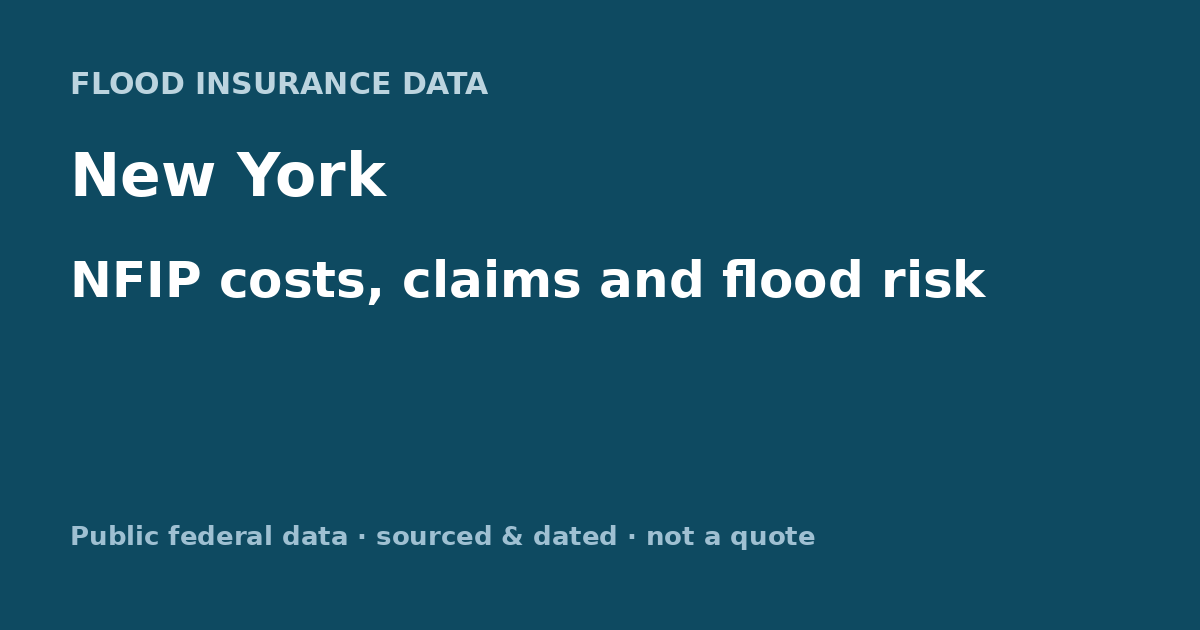 FLOOD INSURANCE DATA
New York
NFIP costs, claims and flood risk
Public federal data · sourced & dated · not a quote